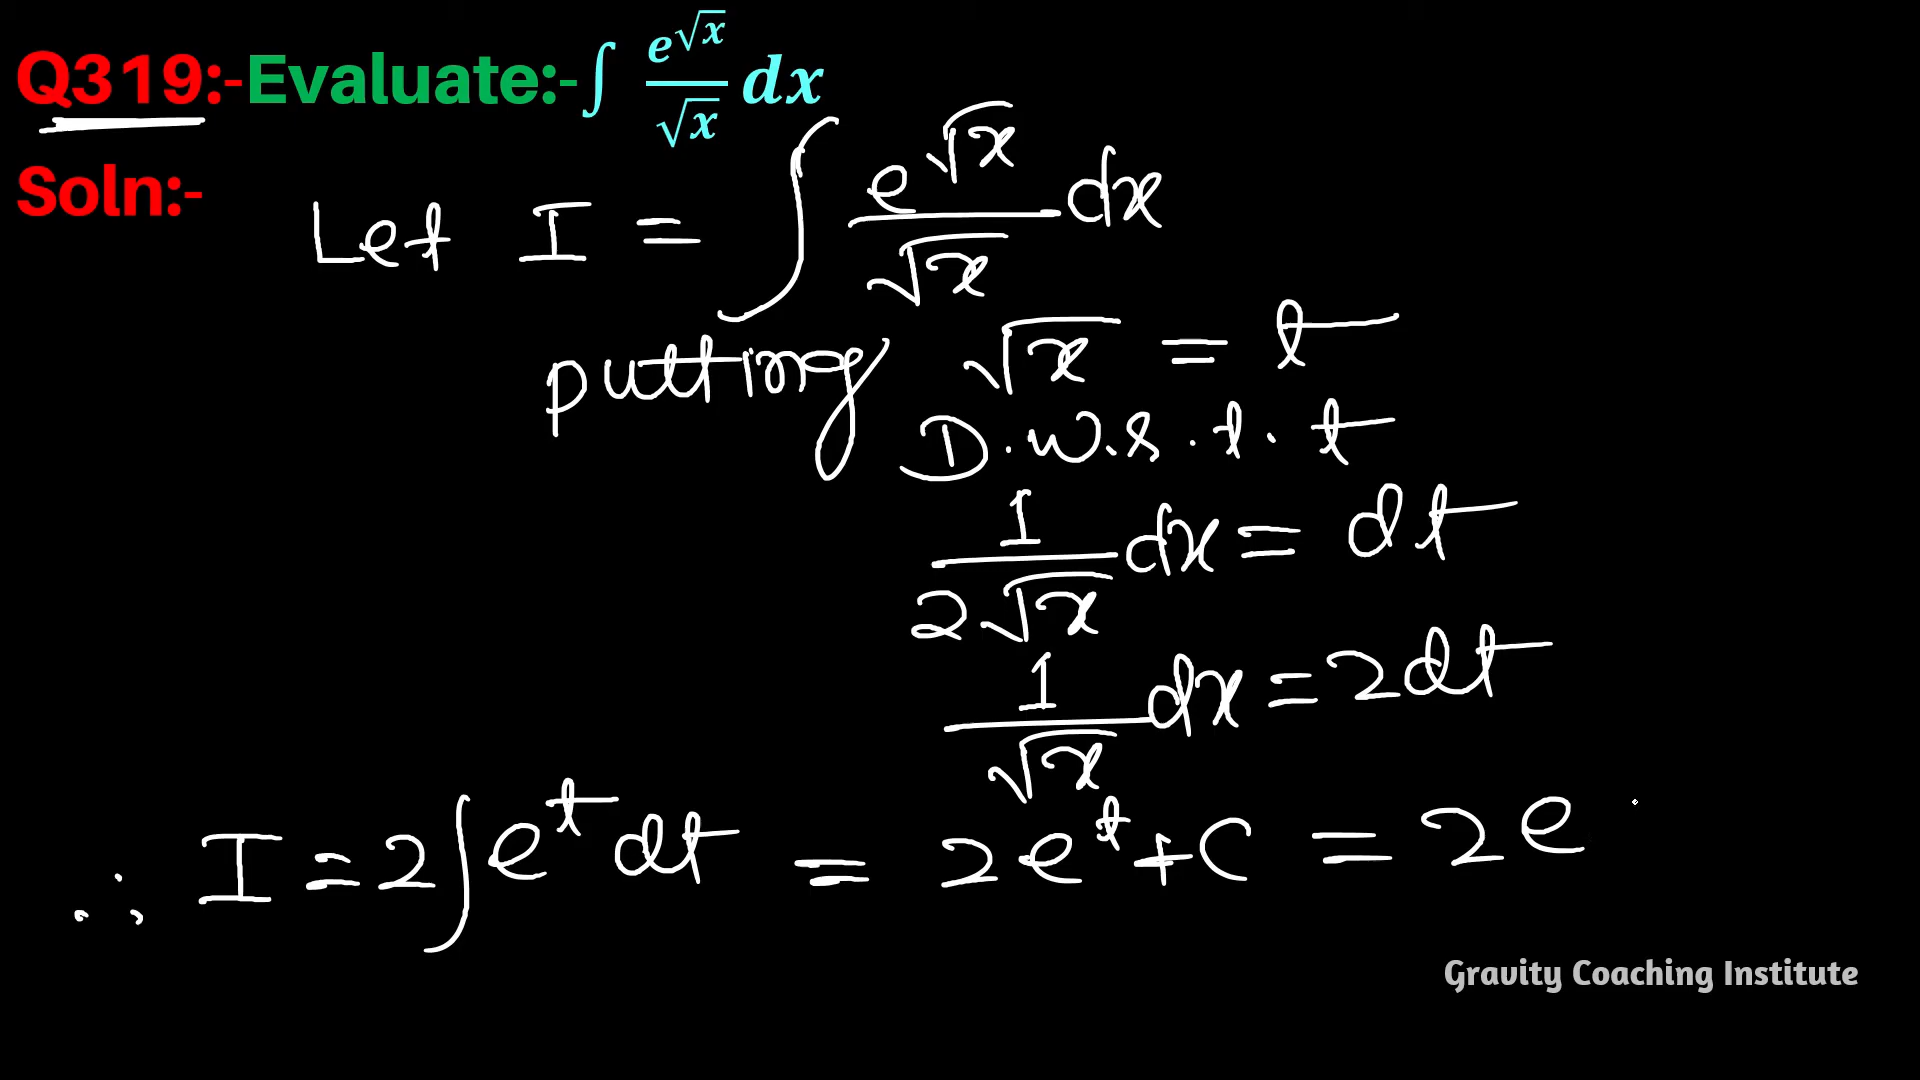 Q319:-Evaluate:-∫ e^√x/√x dx
Soln:-
Let I = ∫ e^√x/√x dx
putting √x = t
D.w.r.t.t
1/(2√x) dx = dt
1/√x dx = 2dt
∴ I = 2∫e^t dt = 2e^t + C = 2e
Gravity Coaching Institute